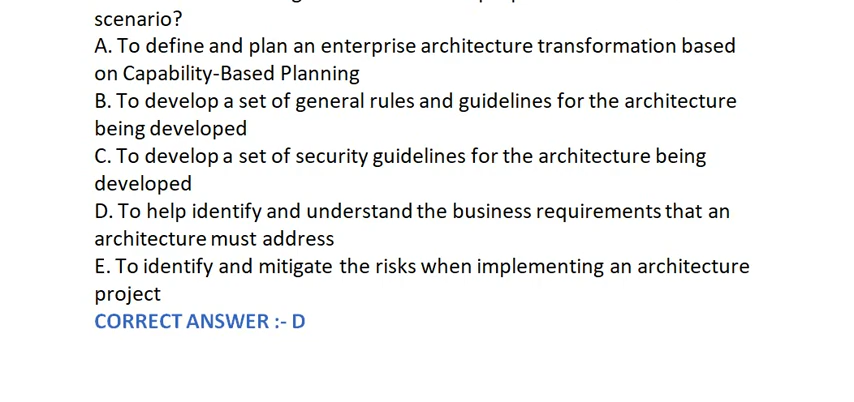 scenario?
A. To define and plan an enterprise architecture transformation based
on Capability-Based Planning
B. To develop a set of general rules and guidelines for the architecture
being developed
C. To develop a set of security guidelines for the architecture being
developed
D. To help identify and understand the business requirements that an
architecture must address
E. To identify and mitigate the risks when implementing an architecture
project
CORRECT ANSWER :- D